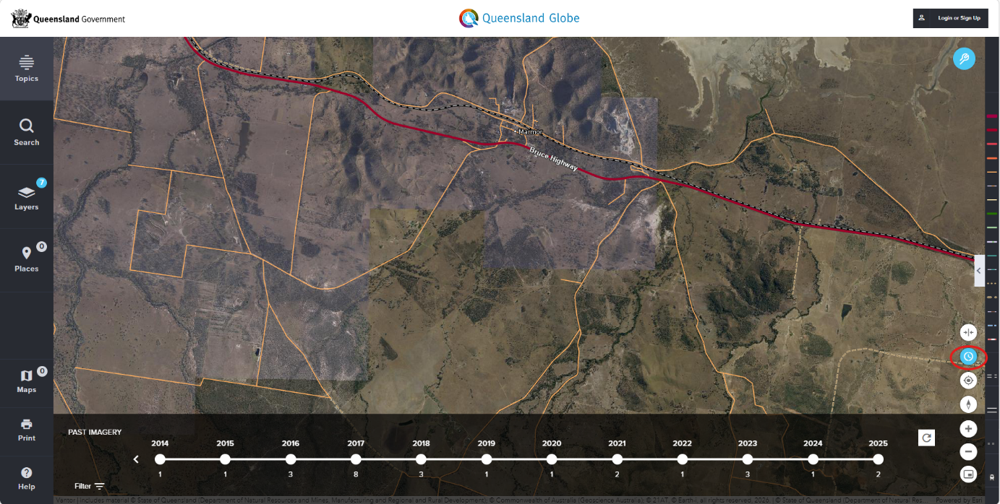 Queensland Government
Queensland Globe
Login or Sign Up
Topics
Search
7
Layers
0
Places
0
Maps
Print
Help
Marmor
Bruce Highway
PAST IMAGERY
2014 2015 2016 2017 2018 2019 2020 2021 2022 2023 2024 2025
1 1 3 8 3 1 1 2 1 3 1 2
Filter
Vantor | includes material © State of Queensland (Department of Natural Resources and Mines, Manufacturing and Regional and Rural Development); © Commonwealth of Australia (Geoscience Australia); © 21AT © Earth-i, all rights reserved, 2026. | © State of Queensland (Department of Natural Res... Powered by Esri